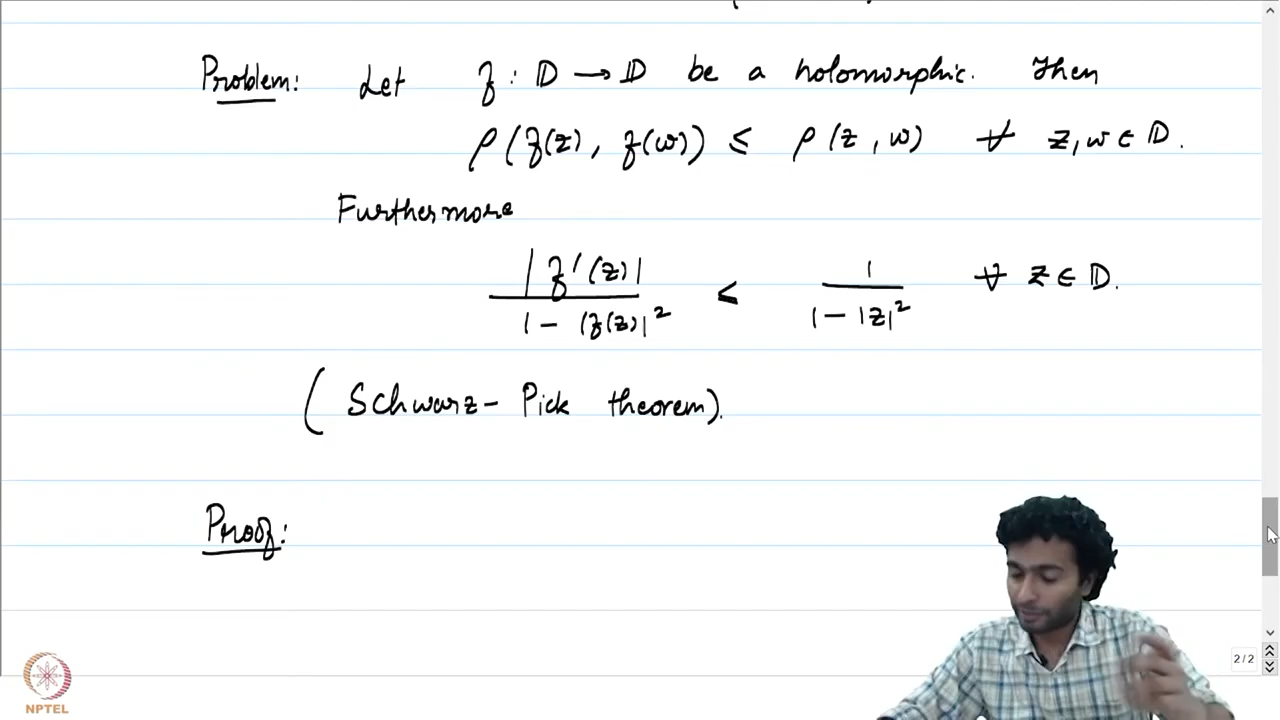 Problem: Let f : 𝔻 → 𝔻 be a holomorphic. Then
ρ(f(z), f(w)) ≤ ρ(z, w) ∀ z, w ∈ 𝔻.
Furthermore
|f'(z)| / 1 - |f(z)|² ≤ 1 / 1 - |z|² ∀ z ∈ 𝔻.
(Schwarz-Pick theorem).
Proof:
2 / 2
NPTEL